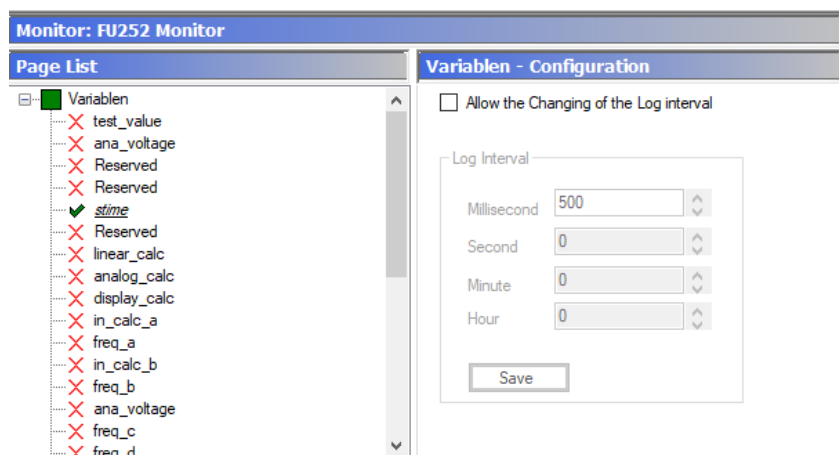 Monitor: FU252 Monitor
Page List
Variablen
test_value
ana_voltage
Reserved
Reserved
stime
Reserved
linear_calc
analog_calc
display_calc
in_calc_a
freq_a
in_calc_b
freq_b
ana_voltage
freq_c
freq_d
Variablen - Configuration
Allow the Changing of the Log interval
Log Interval
Millisecond 500
Second 0
Minute 0
Hour 0
Save